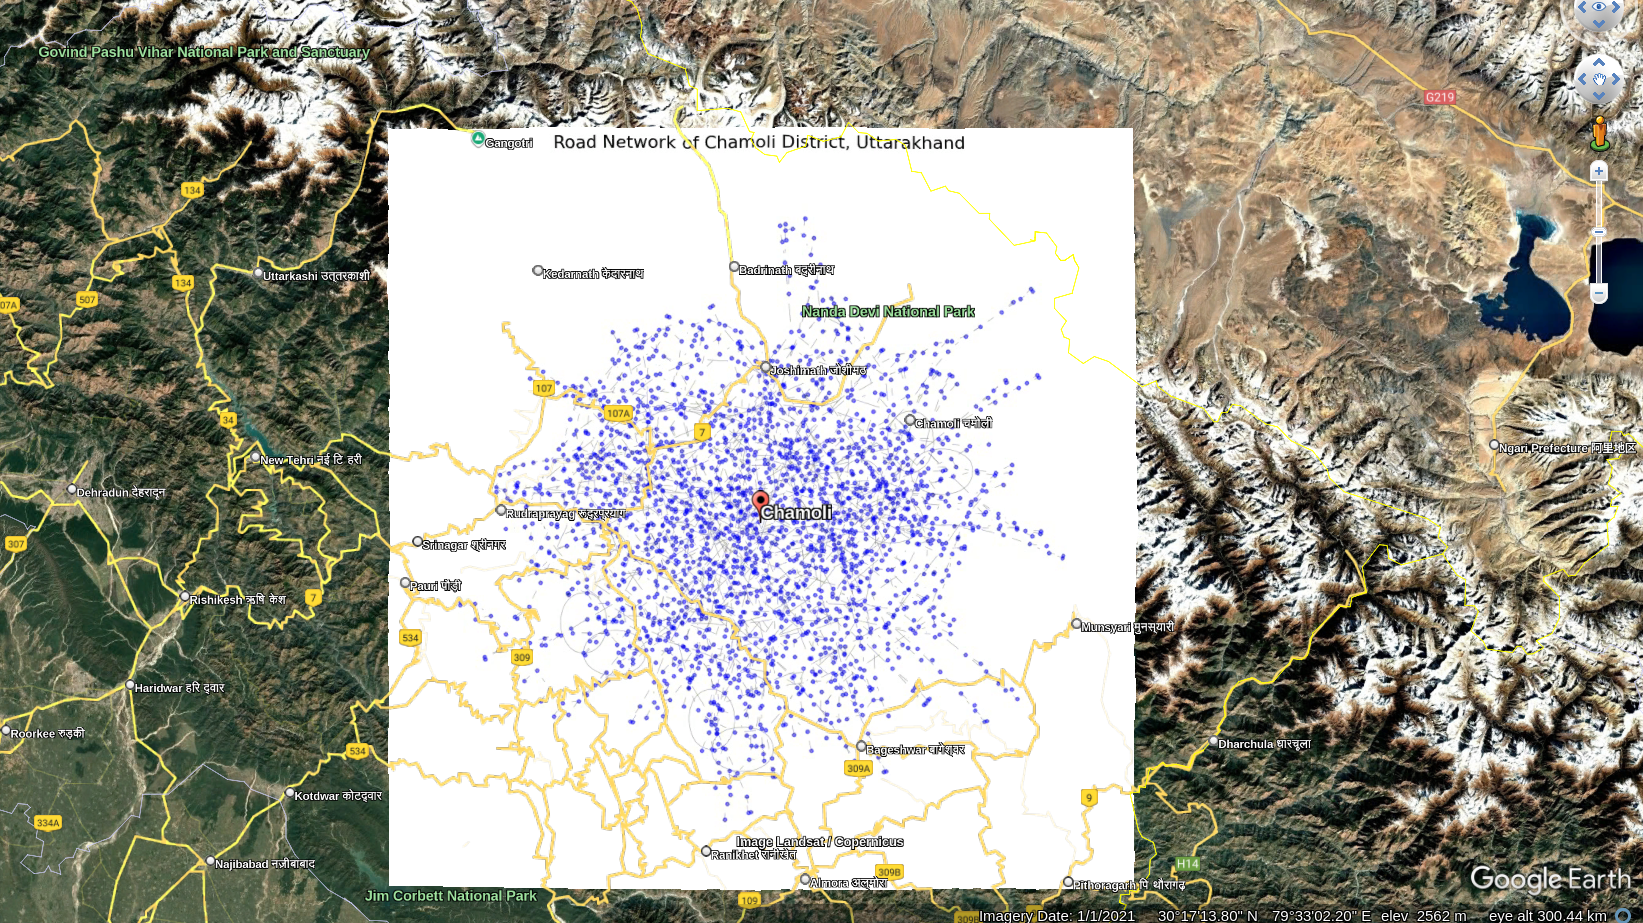 Govind Pashu Vihar National Park and Sanctuary
G219
Gangotri
Road Network of Chamoli District, Uttarakhand
134
Uttarkashi उत्तरकाशी
Kedarnath केदारनाथ
Badrinath बद्रीनाथ
134
507
07A
Nanda Devi National Park
Joshimath जोशीमठ
107
107A
34
7
Chamoli चमोली
New Tehri नई टिहरी
Ngari Prefecture 阿里地区
Dehradun देहरादून
Rudraprayag रूद्रप्रयाग
Chamoli
307
Srinagar श्रीनगर
Pauri पौड़ी
Rishikesh ऋषिकेश
7
534
Munsyari मुनस्यारी
309
Haridwar हरिद्वार
Roorkee रुड़की
534
Bageshwar बागेश्वर
Dharchula धारचूला
309A
Kotdwar कोटद्वार
9
334A
Image Landsat / Copernicus
Ranikhet रानीखेत
Najibabad नजीबाबाद
H14
309B
Almora अल्मोरा
Pithoragarh पिथौरागढ़
Google Earth
Jim Corbett National Park
109
309B
Imagery Date: 1/1/2021 30°17'13.80" N 79°33'02.20" E elev 2562 m eye alt 300.44 km